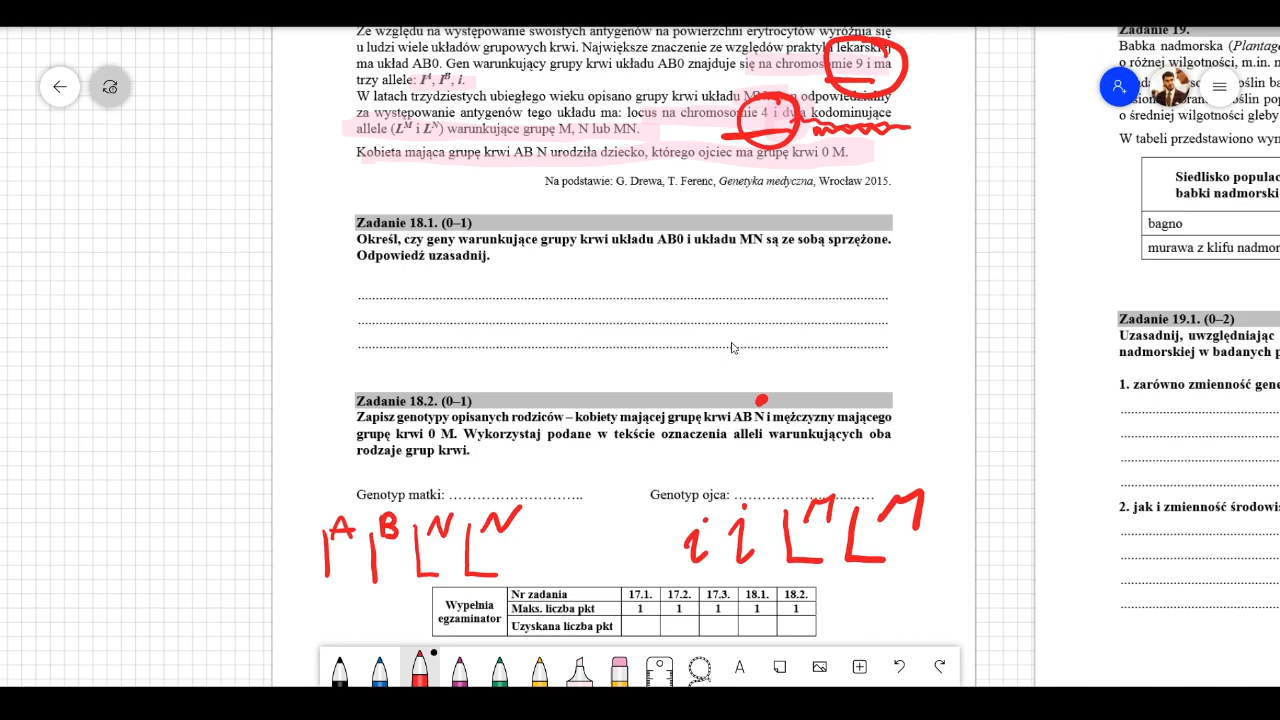 Ze względu na występowanie swoistych antygenów na powierzchni erytrocytów wyróżnia się
u ludzi wiele układów grupowych krwi. Największe znaczenie ze względów praktyki lekarskiej
ma układ AB0. Gen warunkujący grupy krwi układu AB0 znajduje się na chromosomie 9 i ma
trzy allele: Iᴬ, Iᴮ, i.
W latach trzydziestych ubiegłego wieku opisano grupy krwi układu odpowiedzialny
za występowanie antygenów tego układu ma: locus na chromosomie 4 i dwa kodominujące
allele (Lᴹ i Lᴺ) warunkujące grupę M, N lub MN.
Kobieta mająca grupę krwi AB N urodziła dziecko, którego ojciec ma grupę krwi 0 M.
Na podstawie: G. Drewa, T. Ferenc, Genetyka medyczna, Wrocław 2015.
Zadanie 18.1. (0–1)
Określ, czy geny warunkujące grupy krwi układu AB0 i układu MN są ze sobą sprzężone.
Odpowiedź uzasadnij.
Zadanie 18.2. (0–1)
Zapisz genotypy opisanych rodziców – kobiety mającej grupę krwi AB N i mężczyzny mającego
grupę krwi 0 M. Wykorzystaj podane w tekście oznaczenia alleli warunkujących oba
rodzaje grup krwi.
Genotyp matki: ……………………….. Genotyp ojca: ……………………….
Iᴬ Iᴮ Lᴺ Lᴺ i i Lᴹ Lᴹ
Wypełnia egzaminator
Nr zadania 17.1. 17.2. 17.3. 18.1. 18.2.
Maks. liczba pkt 1 1 1 1 1
Uzyskana liczba pkt
A
Zadanie 19.
Babka nadmorska (Plantago
o różnej wilgotności, m.in. n
o średniej wilgotności gleby
W tabeli przedstawiono wyn
Siedlisko populac
babki nadmorski
bagno
murawa z klifu nadmor
Zadanie 19.1. (0–2)
Uzasadnij, uwzględniając
nadmorskiej w badanych p
1. zarówno zmienność gene
2. jak i zmienność środowis